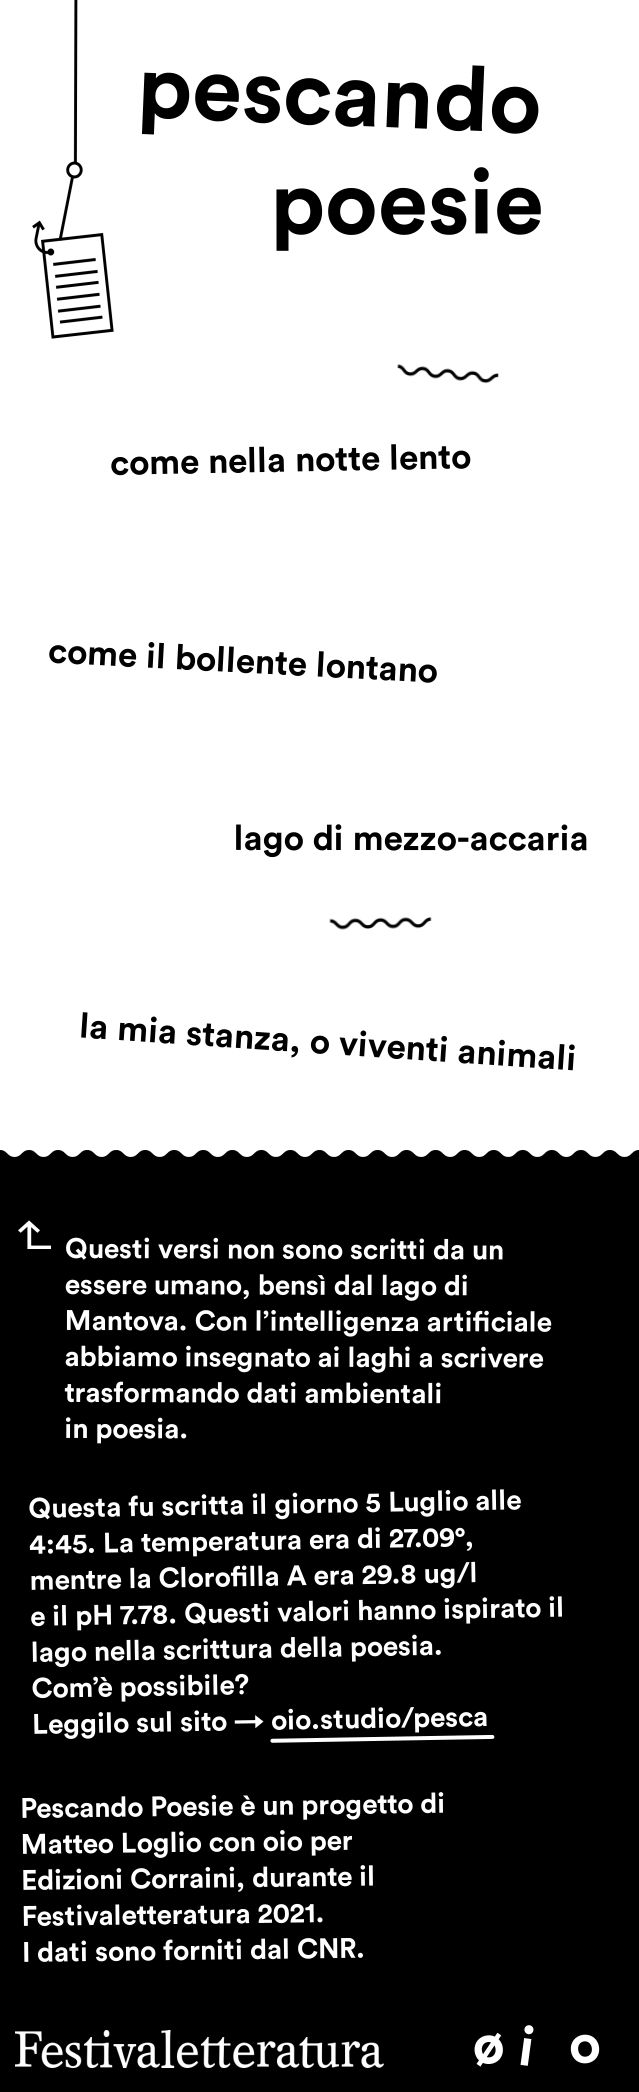 pescando
poesie
come nella notte lento
come il bollente lontano
lago di mezzo-accaria
la mia stanza, o viventi animali
Questi versi non sono scritti da un
essere umano, bensì dal lago di
Mantova. Con l’intelligenza artificiale
abbiamo insegnato ai laghi a scrivere
trasformando dati ambientali
in poesia.
Questa fu scritta il giorno 5 Luglio alle
4:45. La temperatura era di 27.09°,
mentre la Clorofilla A era 29.8 ug/l
e il pH 7.78. Questi valori hanno ispirato il
lago nella scrittura della poesia.
Com’è possibile?
Leggilo sul sito → oio.studio/pesca
Pescando Poesie è un progetto di
Matteo Loglio con oio per
Edizioni Corraini, durante il
Festivaletteratura 2021.
I dati sono forniti dal CNR.
Festivaletteratura øi o